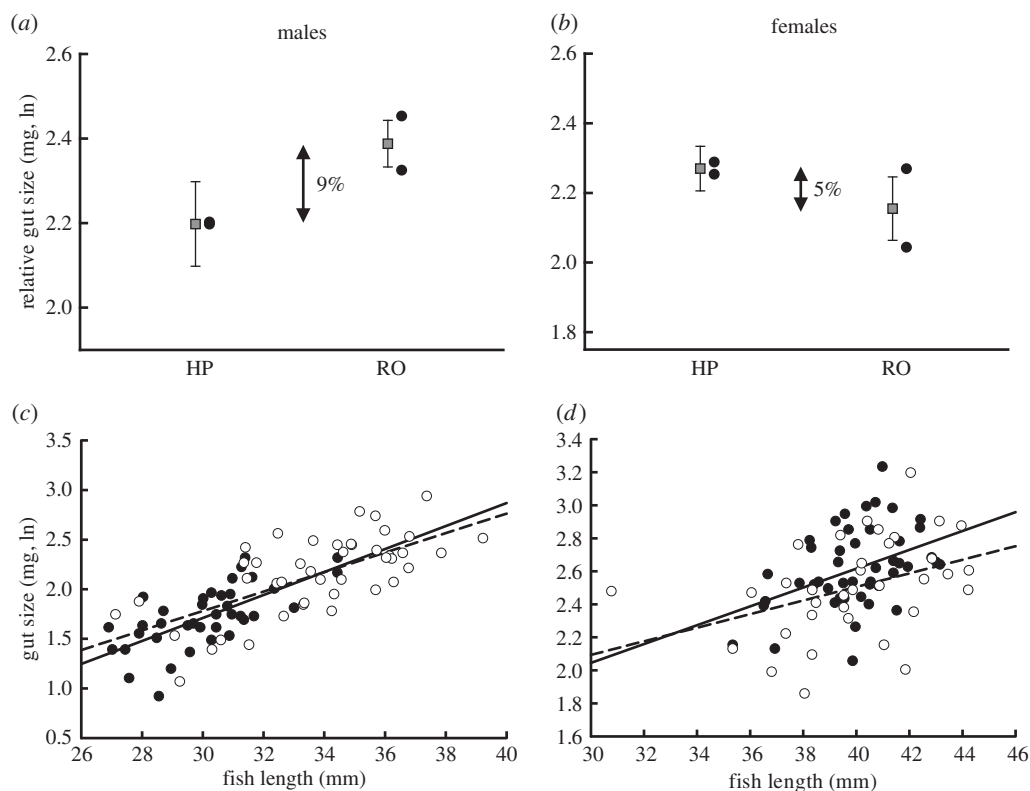 (a)
males
relative gut size (mg, ln)
2.6
2.4
2.2
2.0
9%
HP
RO
(b)
females
2.6
2.4
2.2
2.0
1.8
5%
HP
RO
(c)
gut size (mg, ln)
3.5
3.0
2.5
2.0
1.5
1.0
0.5
26 28 30 32 34 36 38 40
fish length (mm)
(d)
3.4
3.2
3.0
2.8
2.6
2.4
2.2
2.0
1.8
1.6
30 32 34 36 38 40 42 44 46
fish length (mm)